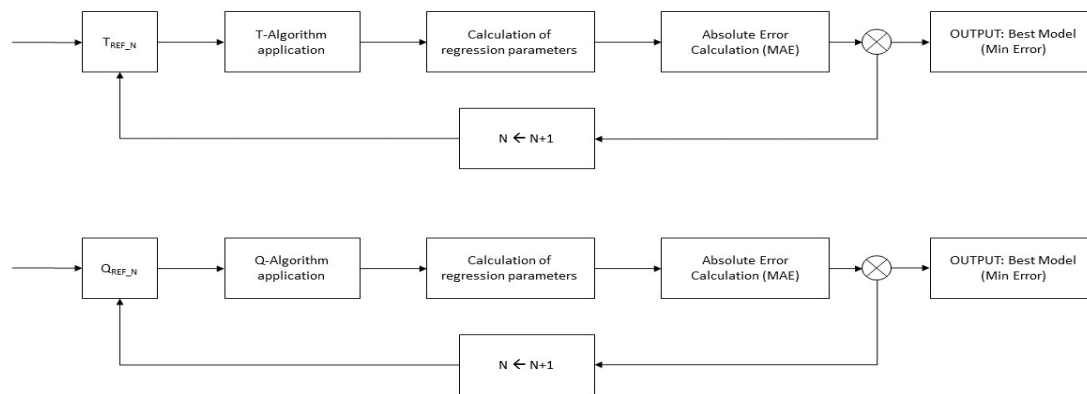 T_REF_N
T-Algorithm
application
Calculation of
regression parameters
Absolute Error
Calculation (MAE)
OUTPUT: Best Model
(Min Error)
N ← N+1
Q_REF_N
Q-Algorithm
application
Calculation of
regression parameters
Absolute Error
Calculation (MAE)
OUTPUT: Best Model
(Min Error)
N ← N+1